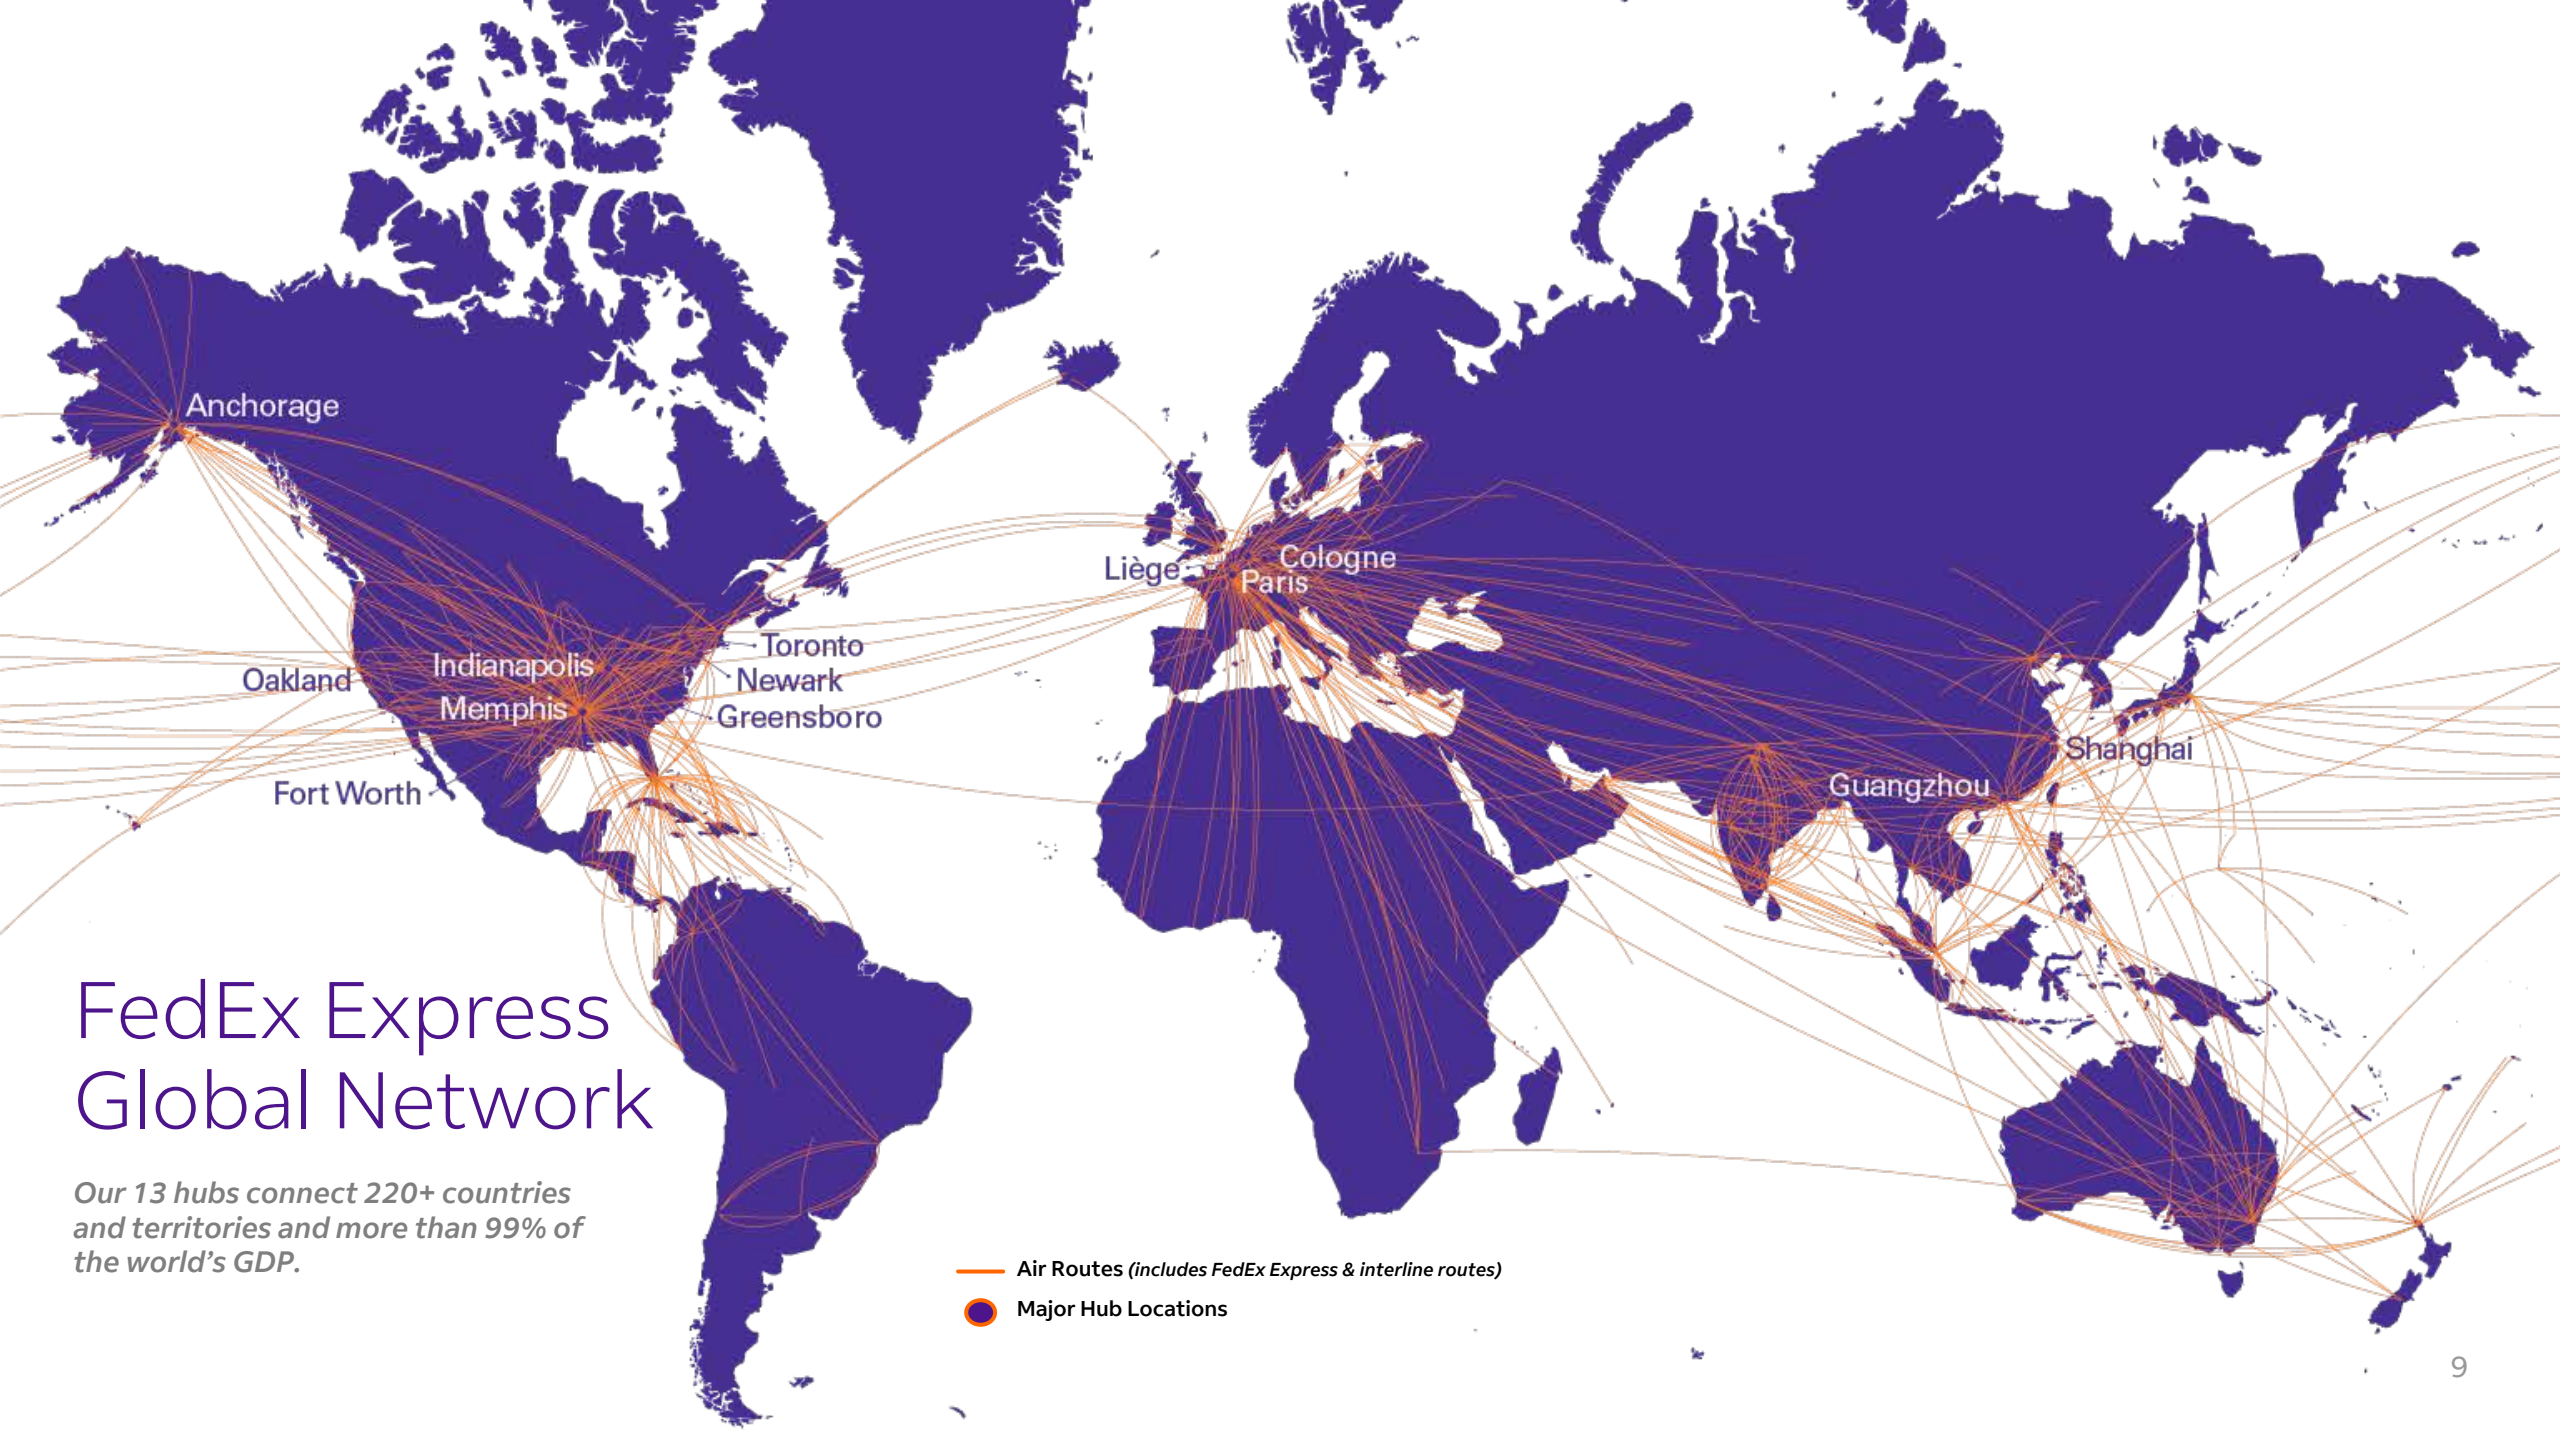 Anchorage
Liège
Cologne
Paris
Toronto
Indianapolis
Oakland
Newark
Memphis
Greensboro
Shanghai
Fort Worth
Guangzhou
FedEx Express
Global Network
Our 13 hubs connect 220+ countries
and territories and more than 99% of
the world’s GDP.
Air Routes (includes FedEx Express & interline routes)
Major Hub Locations
9